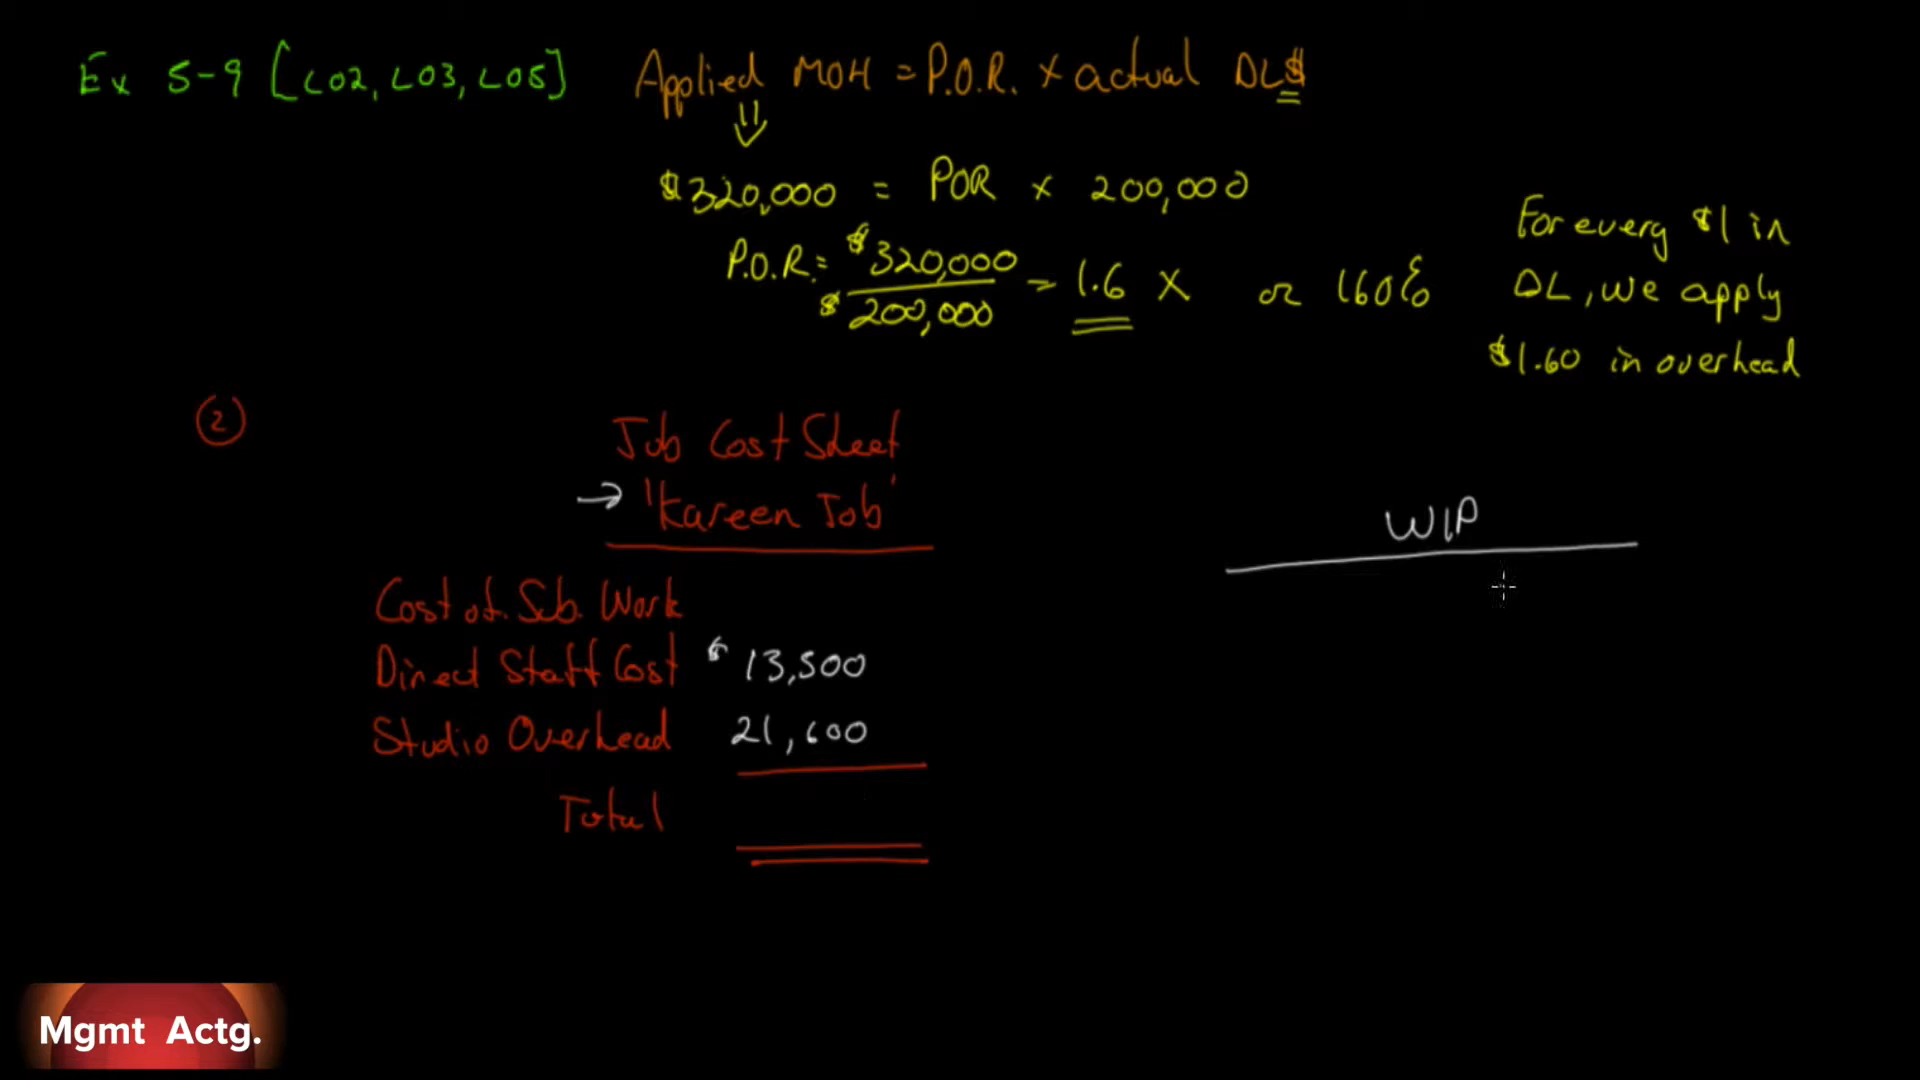 Ex 5-9 [LO2, LO3, LO5]
Applied MOH = P.O.R. x actual DL$
$320,000 = POR x 200,000
P.O.R. = $320,000 / $200,000 = 1.6 X or 160%
For every $1 in
DL, we apply
$1.60 in overhead
2
Job Cost Sheet
'Kareen Job'
Cost of. Sub. Work
Direct Staff Cost 13,500
Studio Overhead 21,600
Total
WIP
Mgmt Actg.